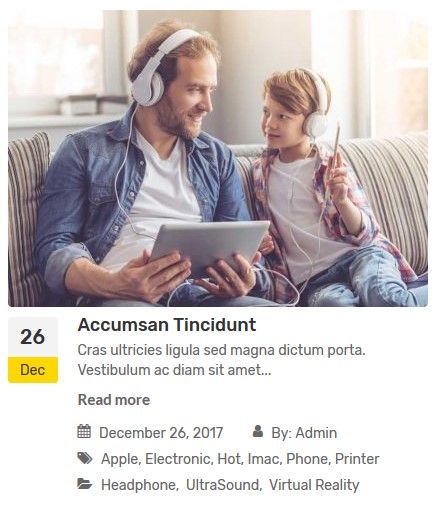 26
Dec
Accumsan Tincidunt
Cras ultricies ligula sed magna dictum porta.
Vestibulum ac diam sit amet...
Read more
December 26, 2017 By: Admin
Apple, Electronic, Hot, Imac, Phone, Printer
Headphone, UltraSound, Virtual Reality